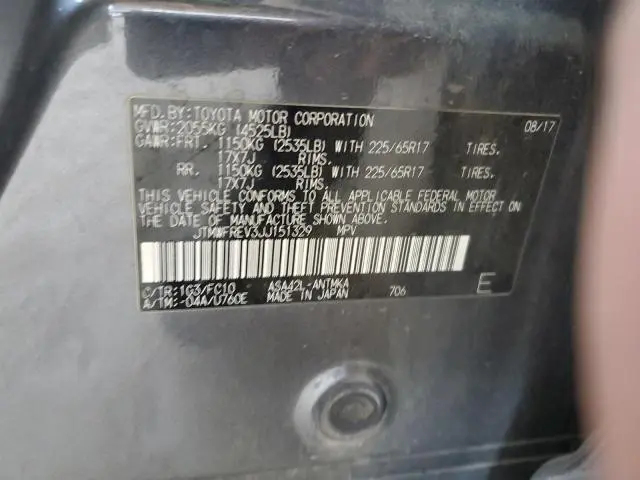 MFD.BY:TOYOTA MOTOR CORPORATION 08/17
GVWR:2055KG (4525LB)
GAWR:FRT. 1150KG (2535LB) WITH 225/65R17 TIRES.
17X7J RIMS.
RR. 1150KG (2535LB) WITH 225/65R17 TIRES.
17X7J RIMS.
THIS VEHICLE CONFORMS TO ALL APPLICABLE FEDERAL MOTOR
VEHICLE SAFETY AND THEFT PREVENTION STANDARDS IN EFFECT ON
THE DATE OF MANUFACTURE SHOWN ABOVE.
JTMWFREV3JJ151329 MPV
C/TR:1G3/FC10 ASA42L-ANTMKA
A/TM:-04A/U760E MADE IN JAPAN 706 E